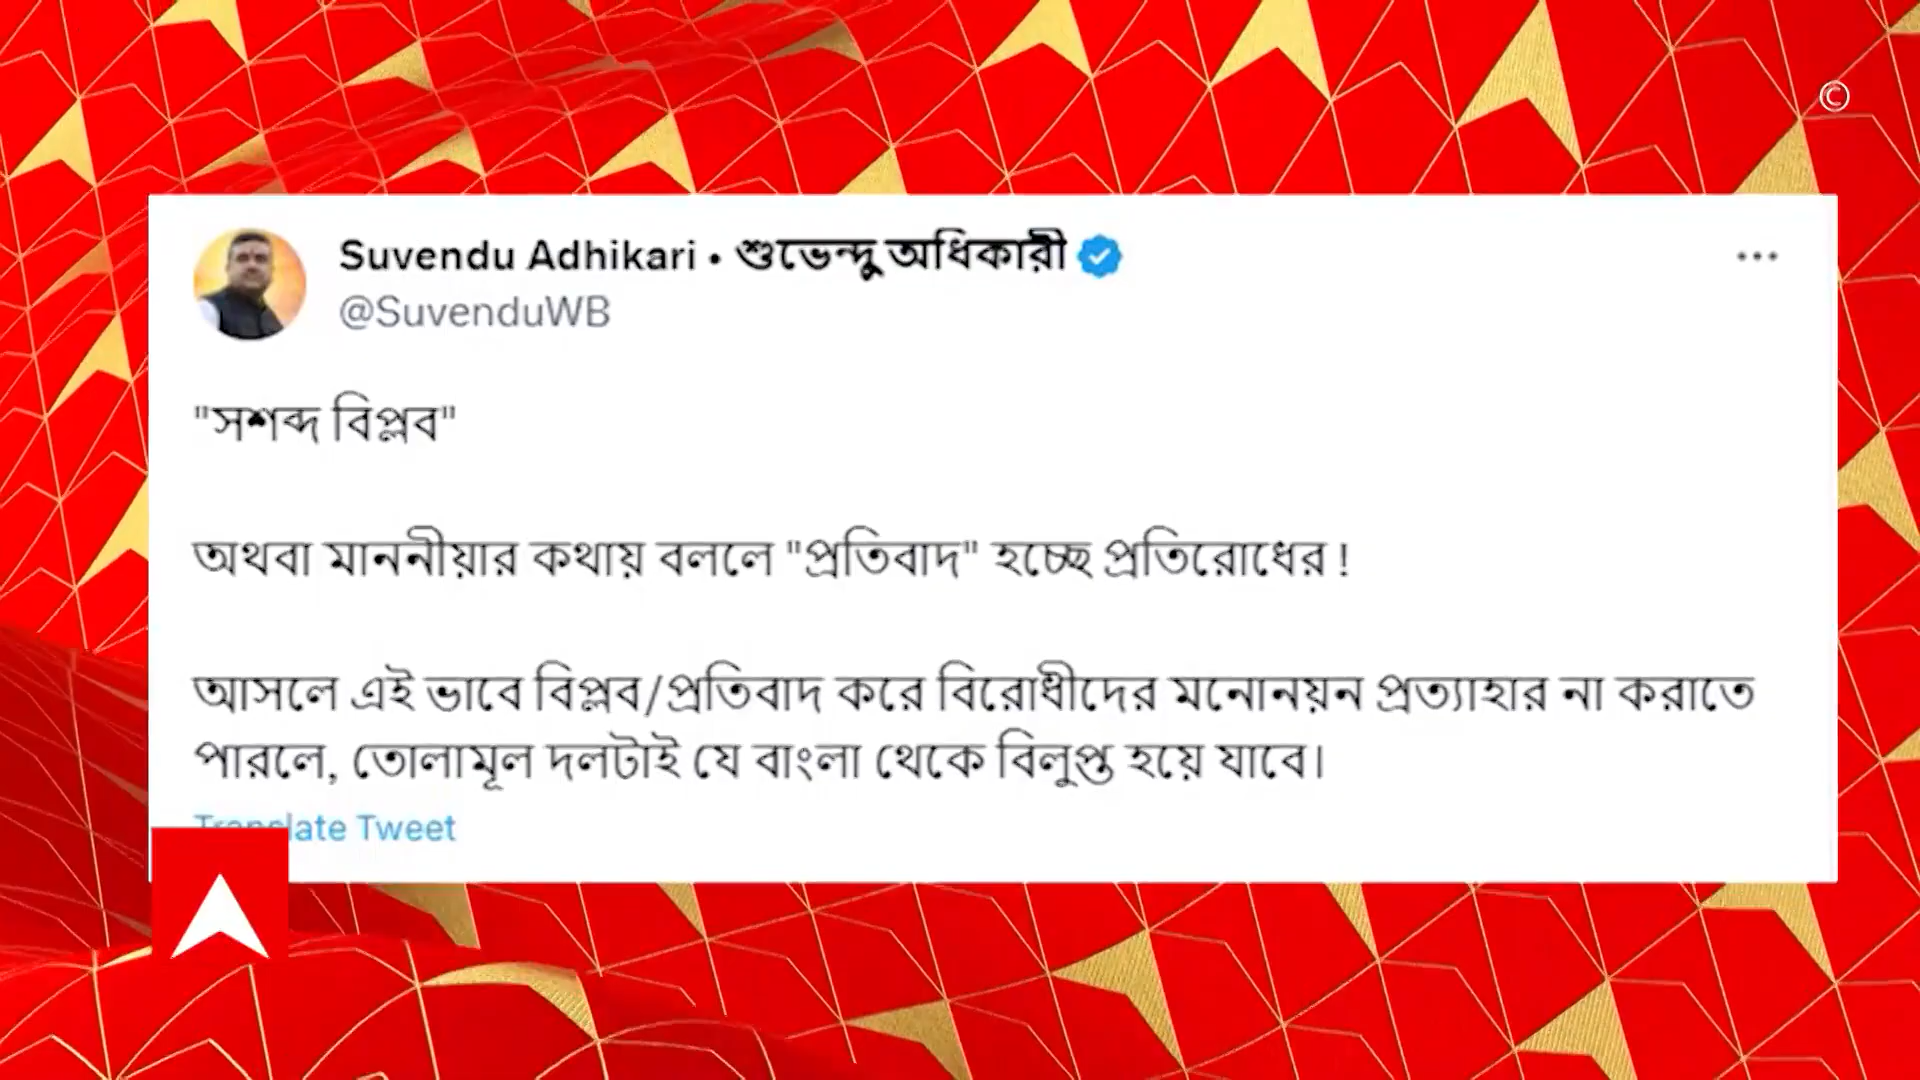 ©
Suvendu Adhikari • শুভেন্দু অধিকারী
@SuvenduWB
"সশব্দ বিপ্লব"
অথবা মাননীয়ার কথায় বললে "প্রতিবাদ" হচ্ছে প্রতিরোধের !
আসলে এই ভাবে বিপ্লব/প্রতিবাদ করে বিরোধীদের মনোনয়ন প্রত্যাহার না করাতে
পারলে, তোলামূল দলটাই যে বাংলা থেকে বিলুপ্ত হয়ে যাবে।
Translate Tweet